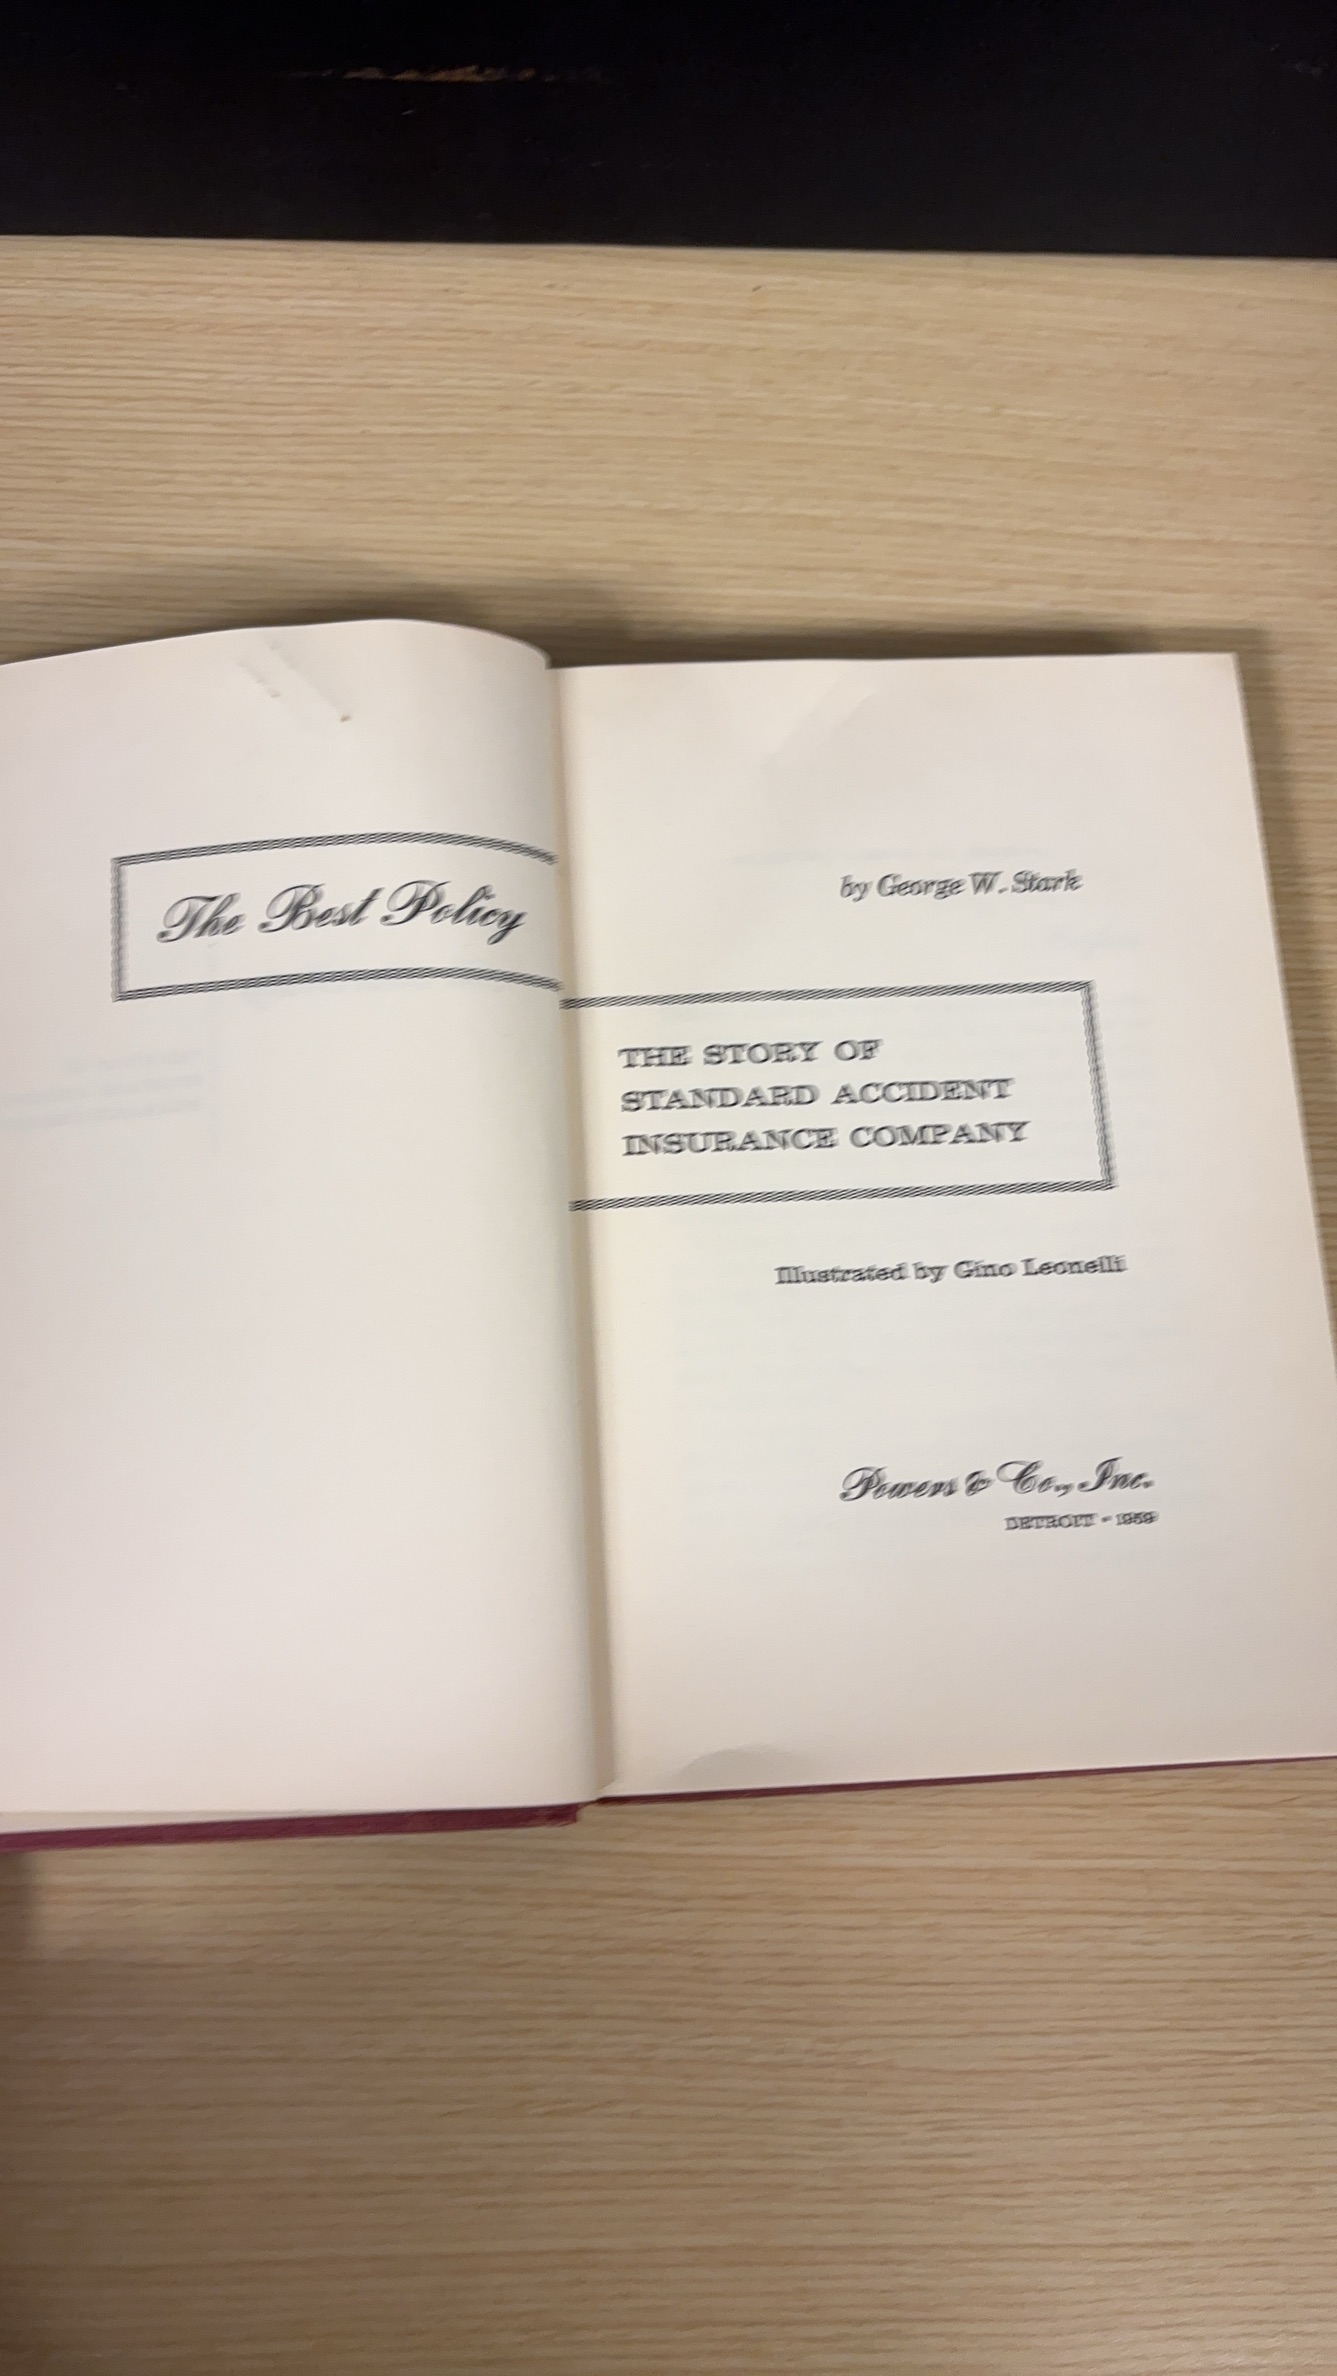 The Best Policy
by George W. Stark
THE STORY OF
STANDARD ACCIDENT
INSURANCE COMPANY
Illustrated by Gino Leonelli
Powers & Co., Inc.
DETROIT - 1959